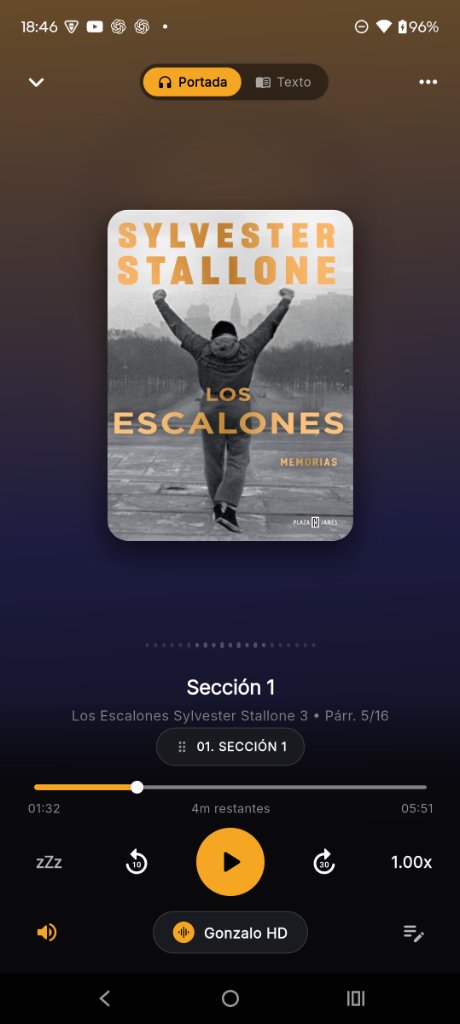 18:46
96%
Portada
Texto
SYLVESTER
STALLONE
LOS
ESCALONES
MEMORIAS
PLAZA JANÉS
Sección 1
Los Escalones Sylvester Stallone 3 • Párr. 5/16
01. SECCIÓN 1
01:32
4m restantes
05:51
zZz
10
30
1.00x
Gonzalo HD